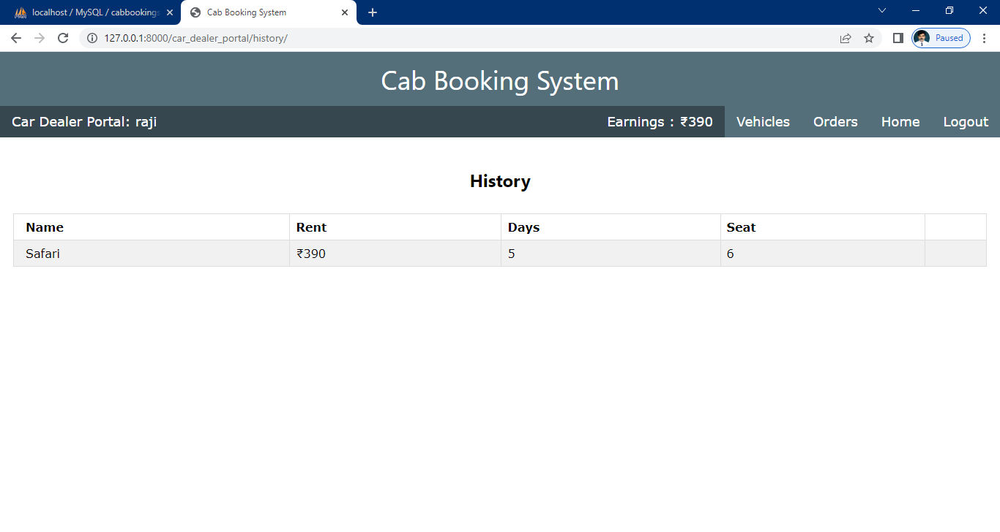 localhost / MySQL / cabbookings
Cab Booking System
127.0.0.1:8000/car_dealer_portal/history/
Paused
Cab Booking System
Car Dealer Portal: raji Earnings : ₹390 Vehicles Orders Home Logout
History
Name Rent Days Seat
Safari ₹390 5 6